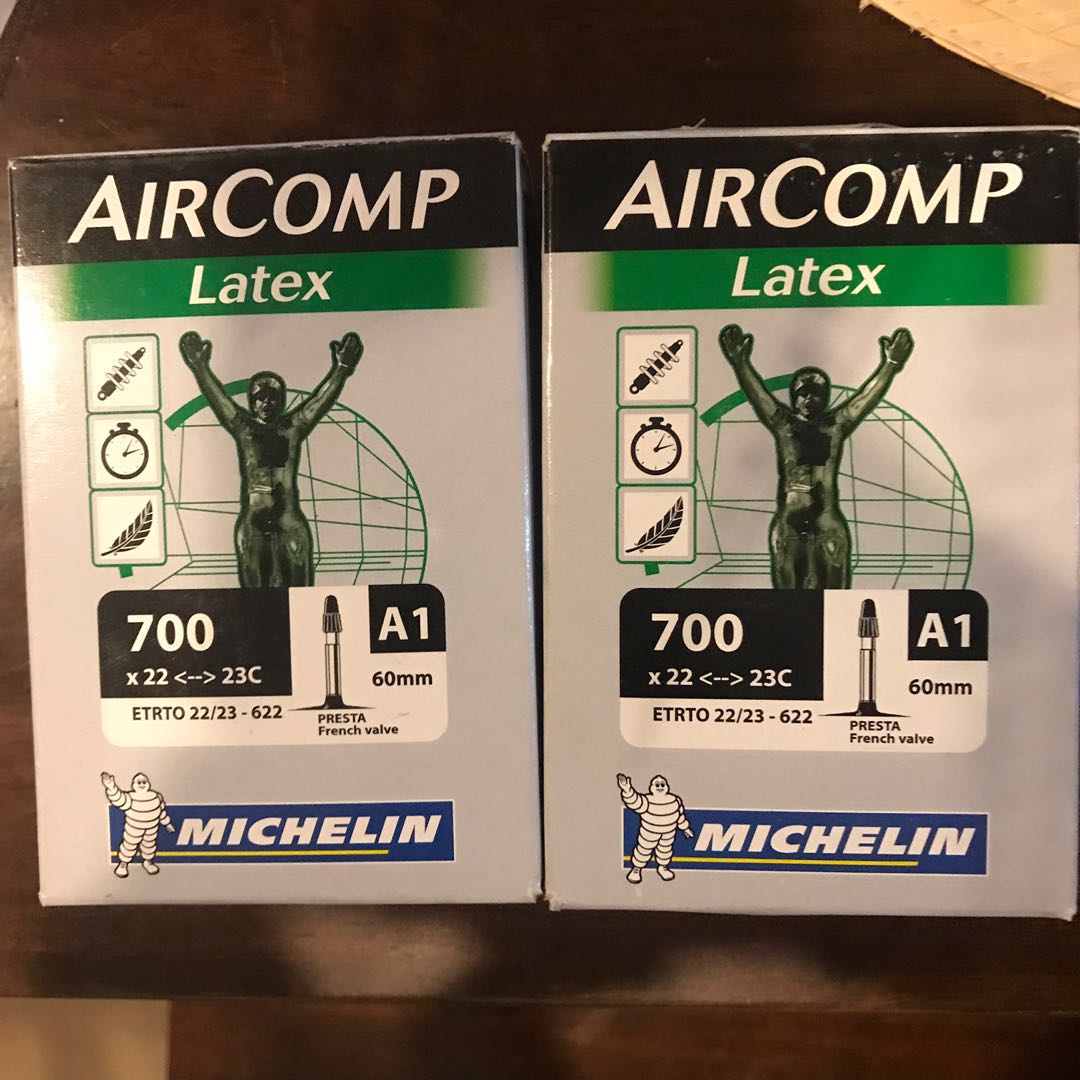 AIRCOMP
Latex
700
x 22 <--> 23C
ETRTO 22/23 - 622
A1
60mm
PRESTA
French valve
MICHELIN
AIRCOMP
Latex
700
x 22 <--> 23C
ETRTO 22/23 - 622
A1
60mm
PRESTA
French valve
MICHELIN